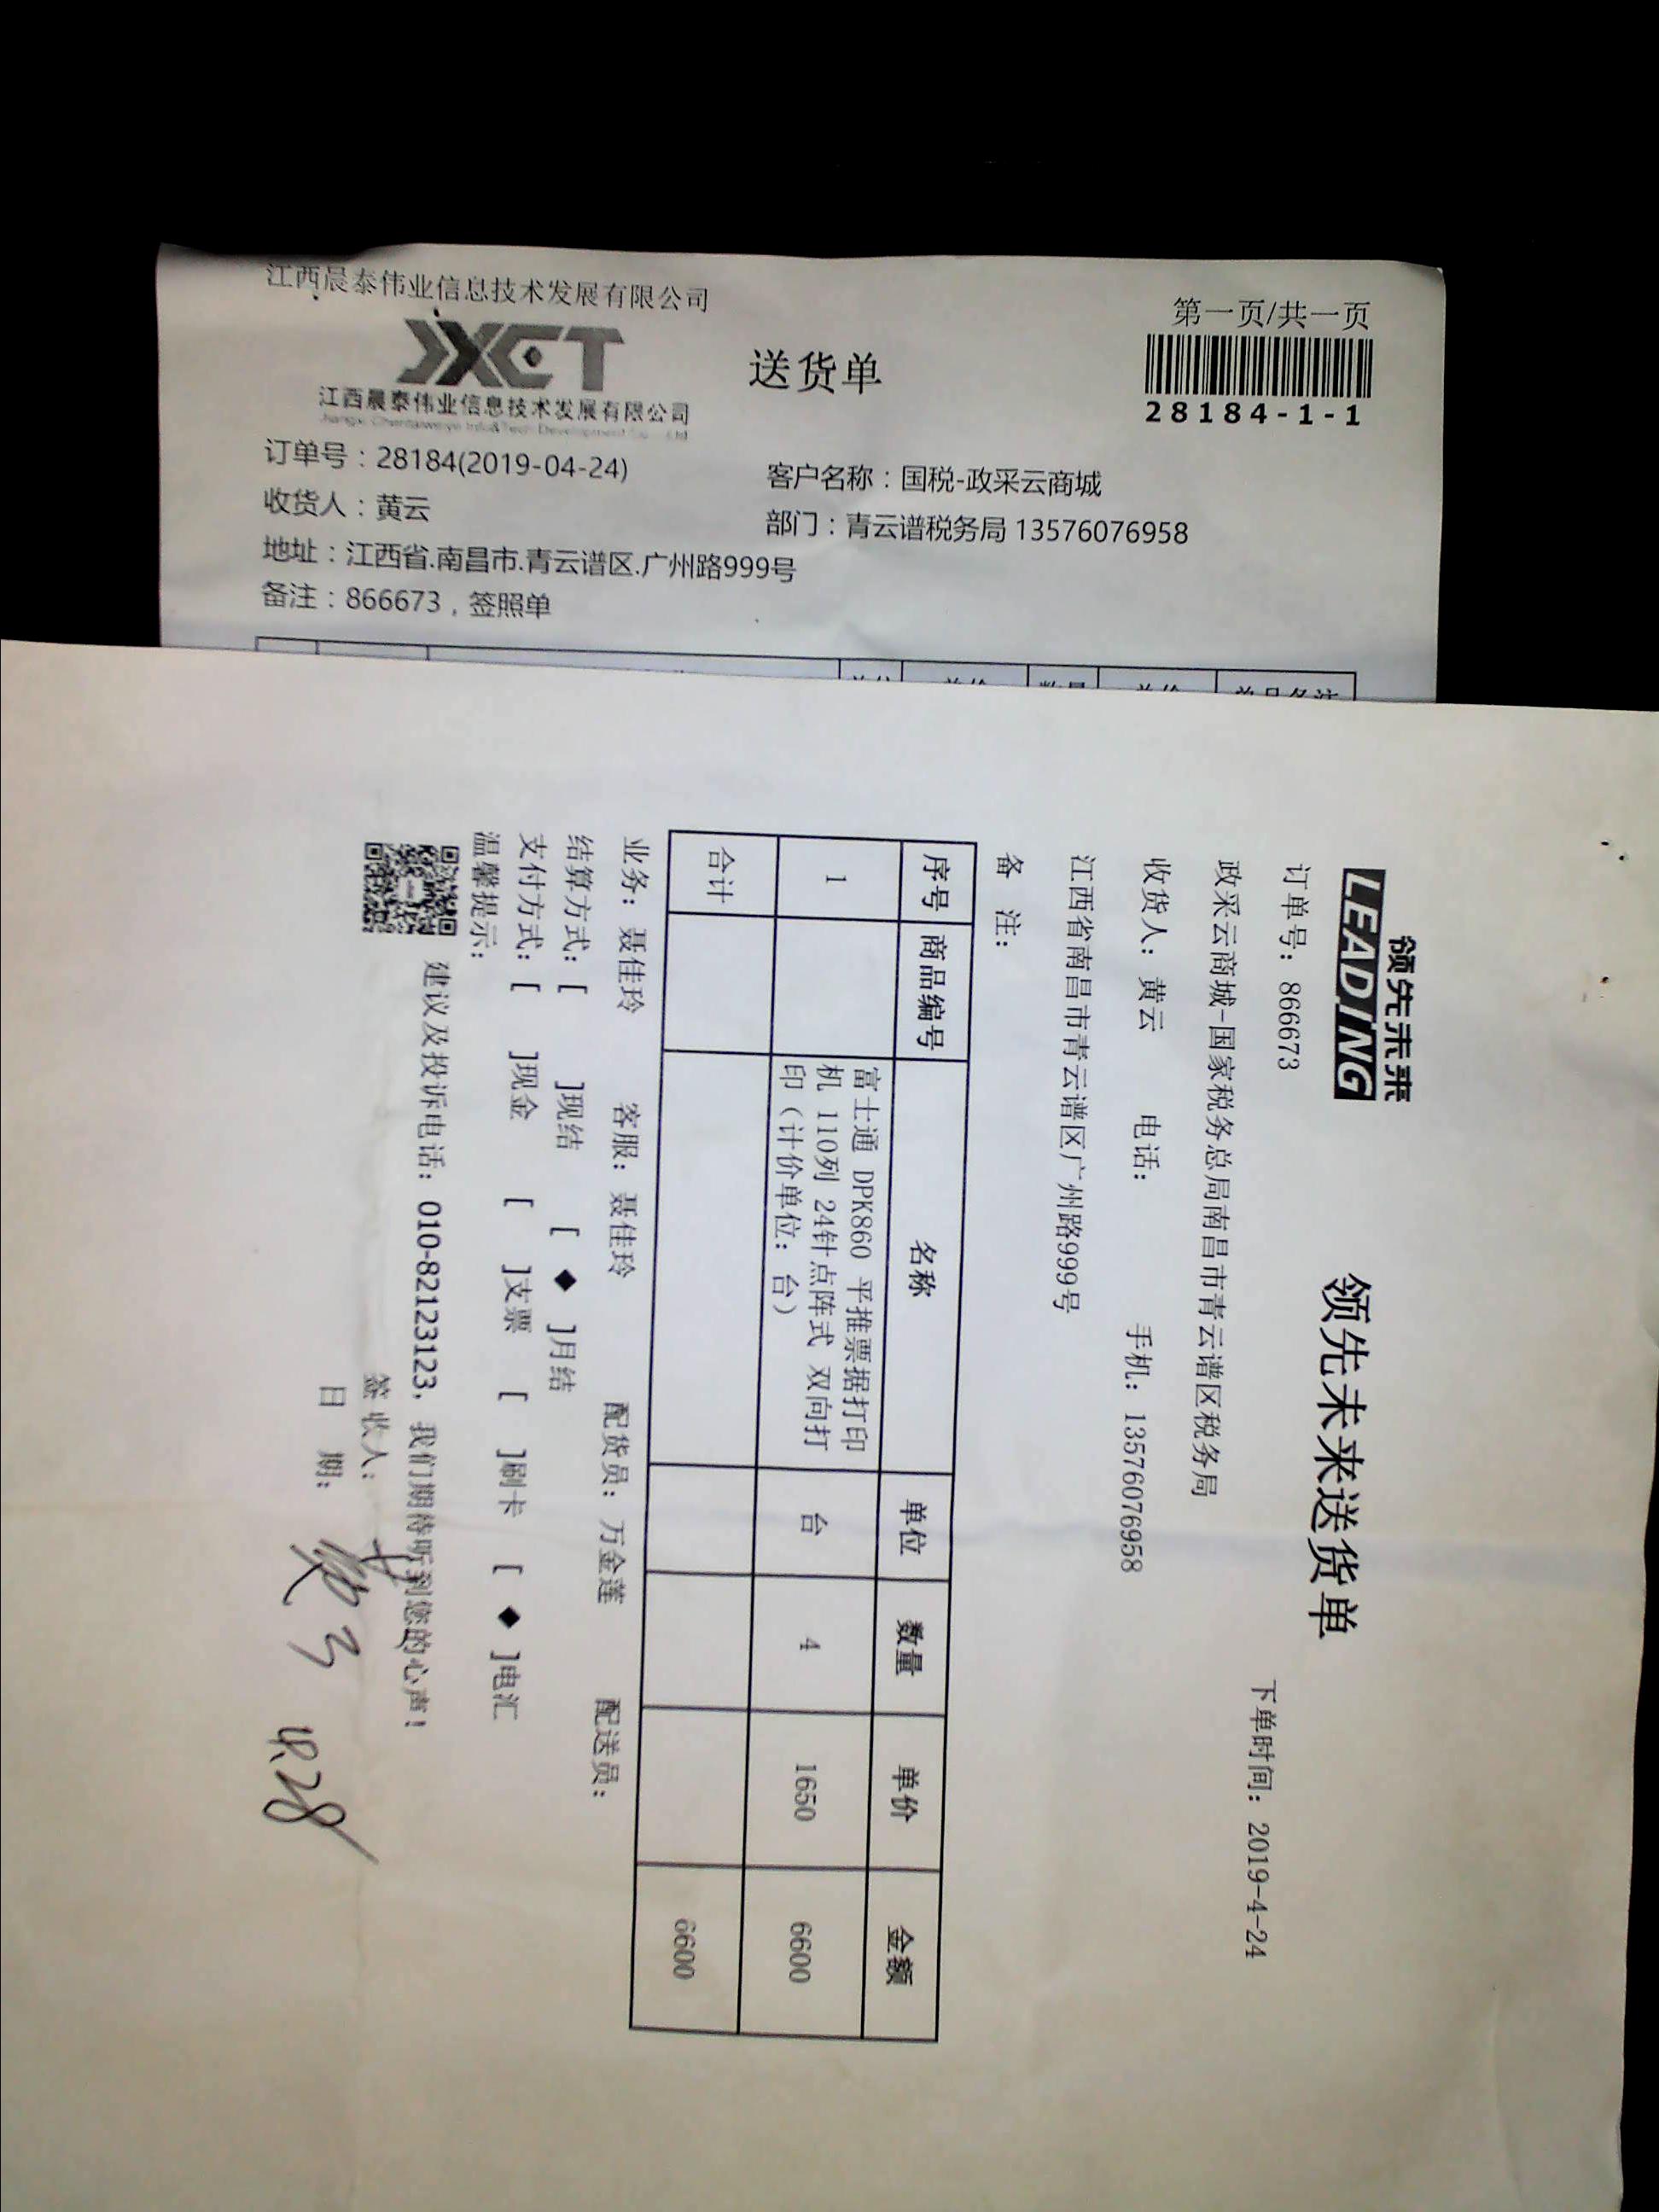 江西晨泰伟业信息技术发展有限公司
第一页/共一页
JXCT
送货单
江西晨泰伟业信息技术发展有限公司
28184-1-1
订单号：28184(2019-04-24)
客户名称：国税-政采云商城
收货人：黄云
部门：青云谱税务局 13576076958
地址：江西省.南昌市.青云谱区.广州路999号
备注：866673，签照单
单位 单价 数量 单价 单品备注
领先未来
LEADING
领先未来送货单
订单号：866673
下单时间：2019-4-24
政采云商城-国家税务总局南昌市青云谱区税务局
收货人：黄云 电话： 手机：13576076958
江西省南昌市青云谱区广州路999号
备 注：
序号 商品编号 名称 单位 数量 单价 金额
富士通 DPK860 平推票据打印
1 机 110列 24针点阵式 双向打 台 4 1650 6600
印（计价单位：台）
合计 6600
业务：聂佳玲 客服：聂佳玲 配货员：万金莲 配送员：
结算方式：[ ]现结 [ ◆ ]月结
支付方式：[ ]现金 [ ]支票 [ ]刷卡 [ ◆ ]电汇
温馨提示：
建议及投诉电话：010-82123123，我们期待听到您的心声！
签收人：
日 期：
黄云 4.28